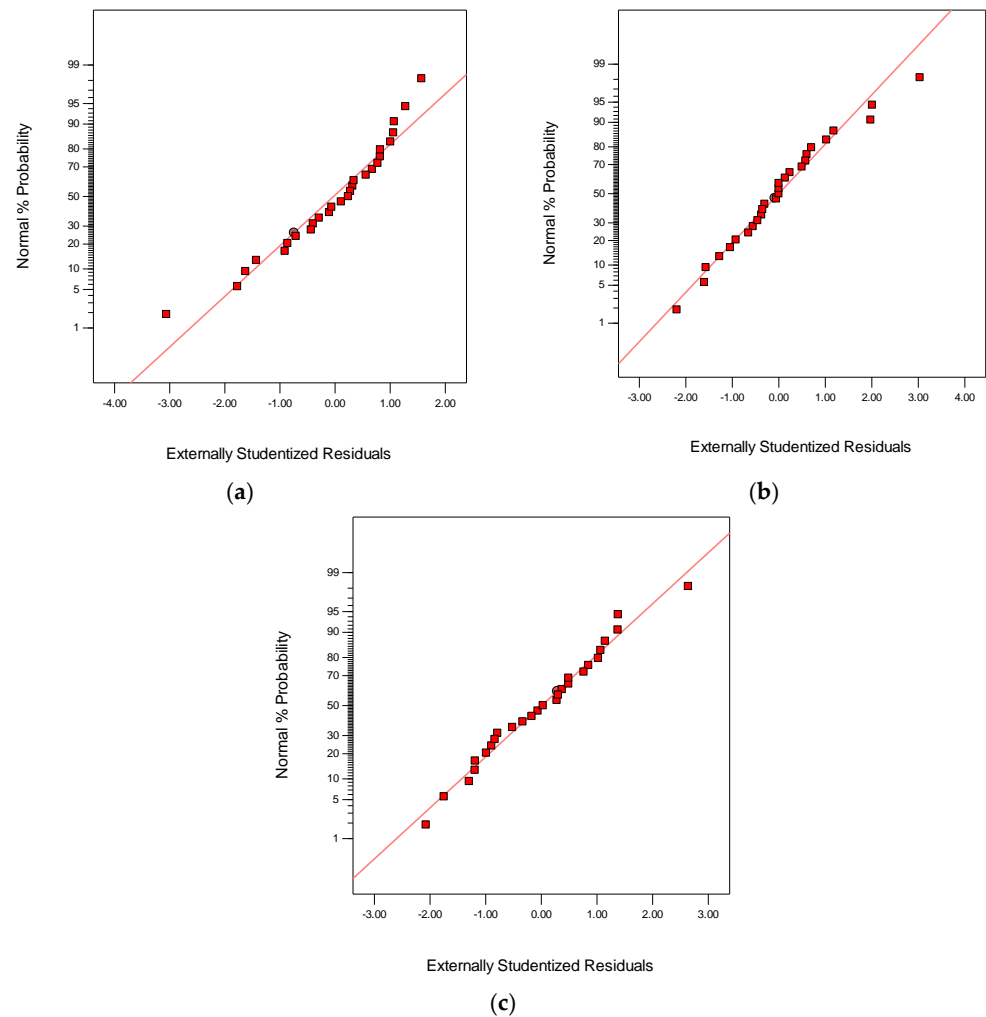 99
95
90
80
70
50
30
20
10
5
1
Normal % Probability
-4.00 -3.00 -2.00 -1.00 0.00 1.00 2.00
Externally Studentized Residuals
(a)
99
95
90
80
70
50
30
20
10
5
1
Normal % Probability
-3.00 -2.00 -1.00 0.00 1.00 2.00 3.00 4.00
Externally Studentized Residuals
(b)
99
95
90
80
70
50
30
20
10
5
1
Normal % Probability
-3.00 -2.00 -1.00 0.00 1.00 2.00 3.00
Externally Studentized Residuals
(c)